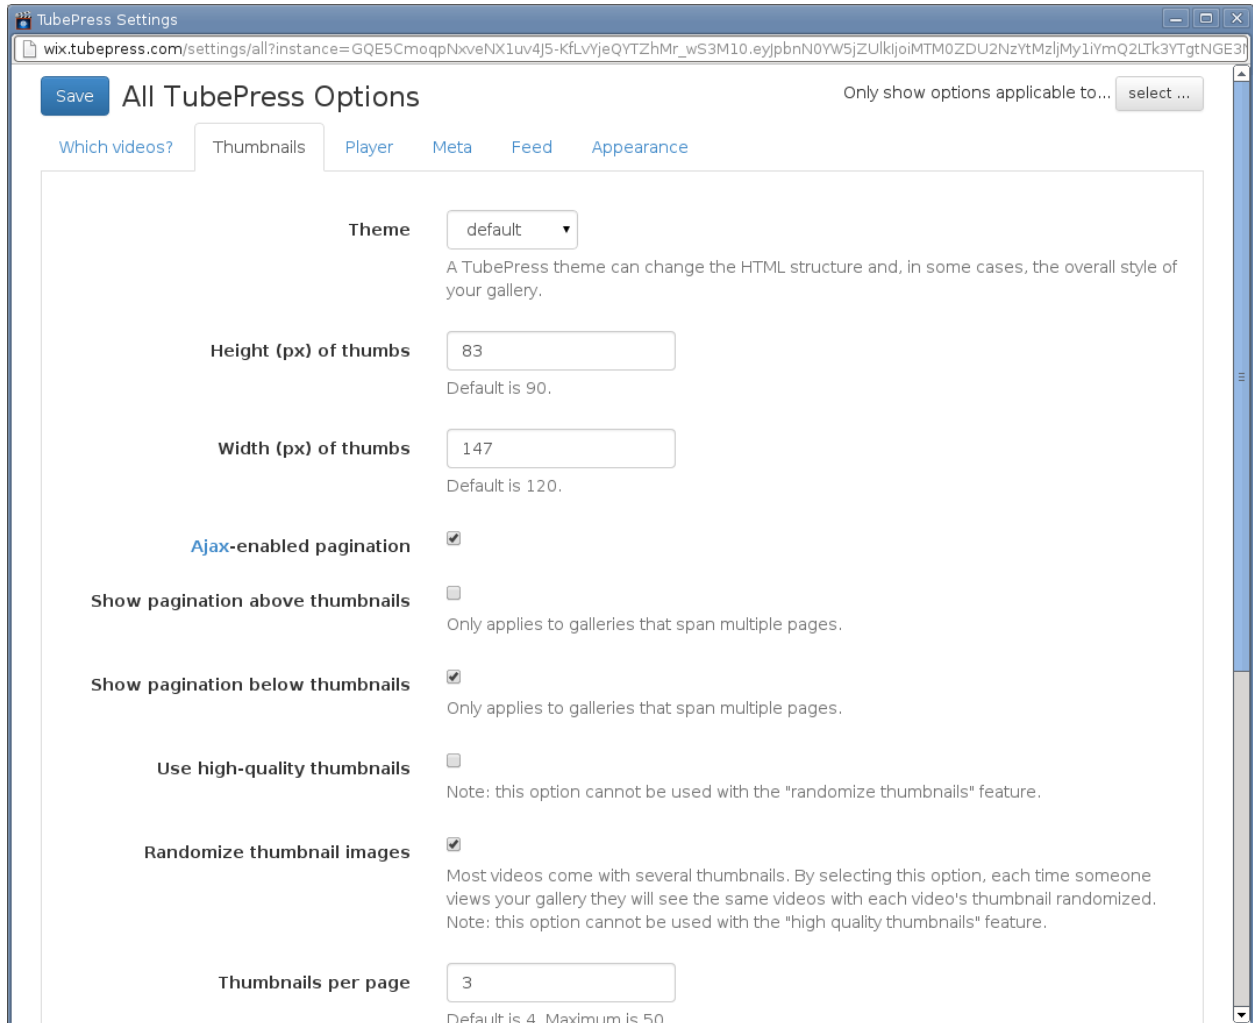 TubePress Settings
wix.tubepress.com/settings/all?instance=GQE5CmoqpNxveNX1uv4J5-KfLvYjeQYTZhMr_wS3M10.eyJpbnN0YW5jZUlkIjoiMTM0ZDU2NzYtMzljMy1iYmQ2LTk3YTgtNGE3
Save All TubePress Options Only show options applicable to... select ...
Which videos? Thumbnails Player Meta Feed Appearance
Theme default
A TubePress theme can change the HTML structure and, in some cases, the overall style of
your gallery.
Height (px) of thumbs 83
Default is 90.
Width (px) of thumbs 147
Default is 120.
Ajax-enabled pagination
Show pagination above thumbnails
Only applies to galleries that span multiple pages.
Show pagination below thumbnails
Only applies to galleries that span multiple pages.
Use high-quality thumbnails
Note: this option cannot be used with the "randomize thumbnails" feature.
Randomize thumbnail images
Most videos come with several thumbnails. By selecting this option, each time someone
views your gallery they will see the same videos with each video's thumbnail randomized.
Note: this option cannot be used with the "high quality thumbnails" feature.
Thumbnails per page 3
Default is 4. Maximum is 50.